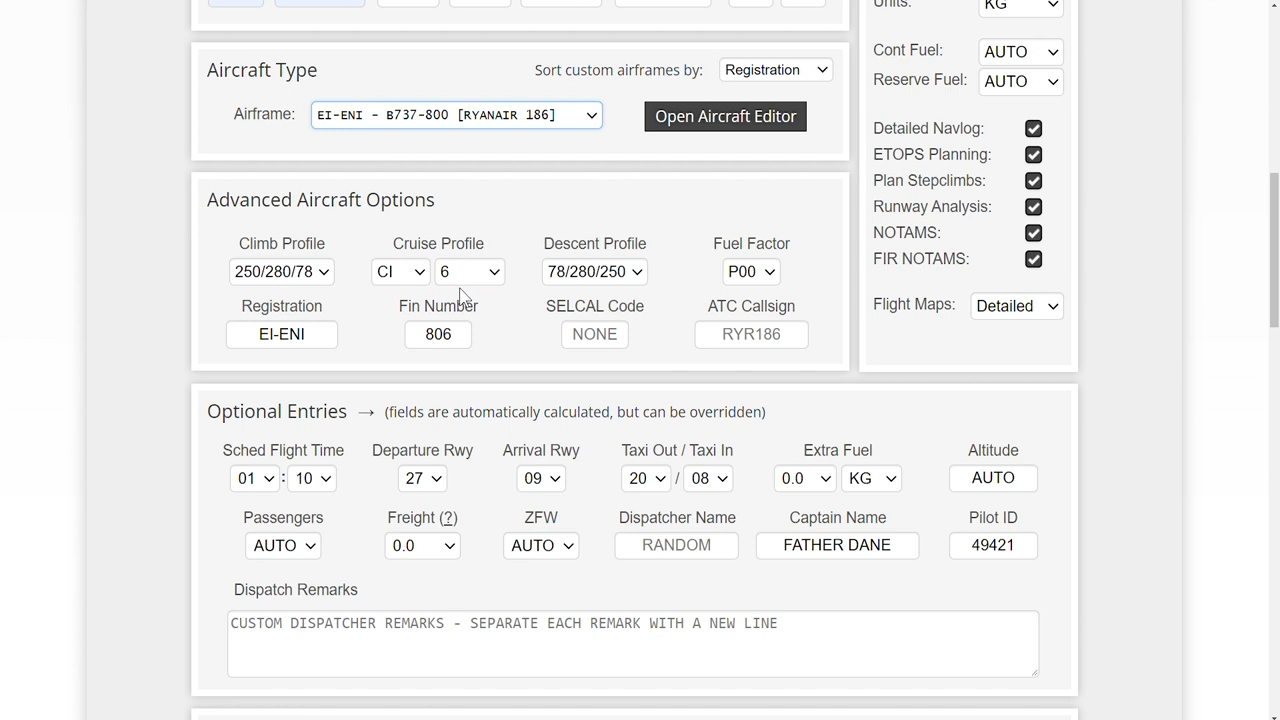 Units: KG
Cont Fuel: AUTO
Reserve Fuel: AUTO
Detailed Navlog:
ETOPS Planning:
Plan Stepclimbs:
Runway Analysis:
NOTAMS:
FIR NOTAMS:
Flight Maps: Detailed
Aircraft Type
Sort custom airframes by: Registration
Airframe: EI-ENI - B737-800 [RYANAIR 186]
Open Aircraft Editor
Advanced Aircraft Options
Climb Profile Cruise Profile Descent Profile Fuel Factor
250/280/78 CI 6 78/280/250 P00
Registration Fin Number SELCAL Code ATC Callsign
EI-ENI 806 NONE RYR186
Optional Entries → (fields are automatically calculated, but can be overridden)
Sched Flight Time Departure Rwy Arrival Rwy Taxi Out / Taxi In Extra Fuel Altitude
01 : 10 27 09 20 / 08 0.0 KG AUTO
Passengers Freight (?) ZFW Dispatcher Name Captain Name Pilot ID
AUTO 0.0 AUTO RANDOM FATHER DANE 49421
Dispatch Remarks
CUSTOM DISPATCHER REMARKS - SEPARATE EACH REMARK WITH A NEW LINE